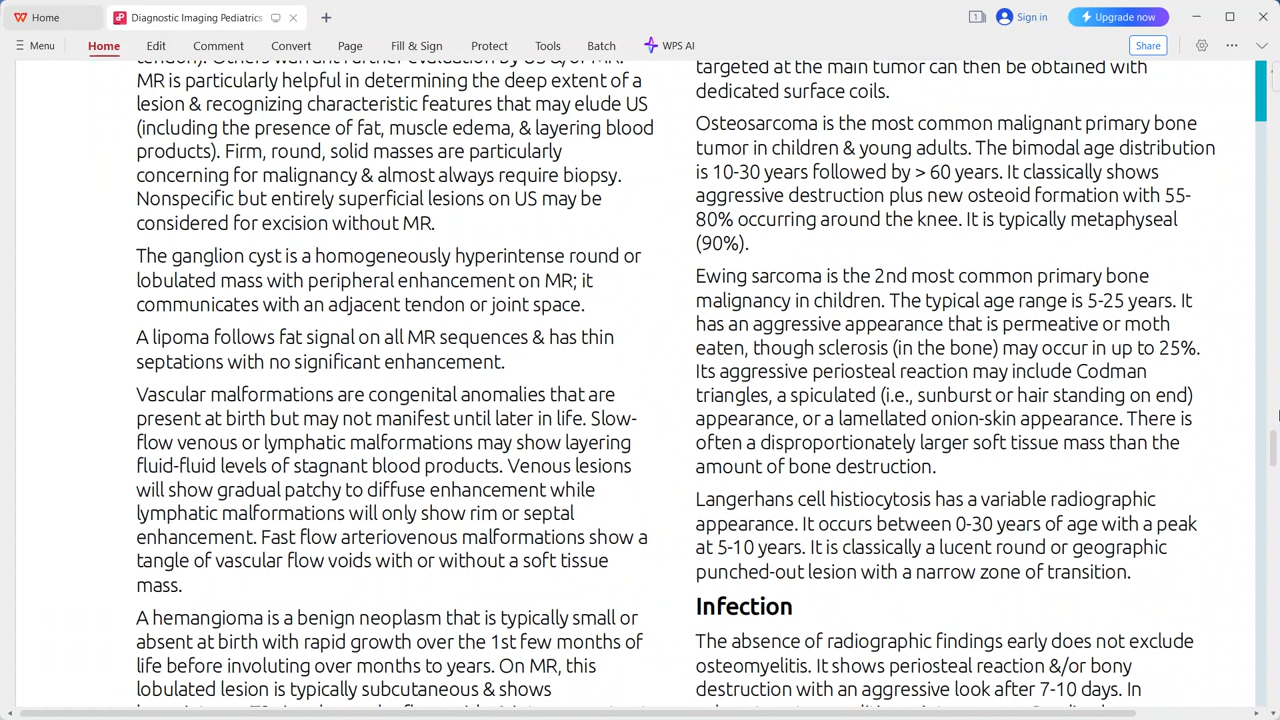 Home
Diagnostic Imaging Pediatrics
1
Sign in
Upgrade now
Menu
Home
Edit
Comment
Convert
Page
Fill & Sign
Protect
Tools
Batch
WPS AI
Share
MR is particularly helpful in determining the deep extent of a
lesion & recognizing characteristic features that may elude US
(including the presence of fat, muscle edema, & layering blood
products). Firm, round, solid masses are particularly
concerning for malignancy & almost always require biopsy.
Nonspecific but entirely superficial lesions on US may be
considered for excision without MR.
The ganglion cyst is a homogeneously hyperintense round or
lobulated mass with peripheral enhancement on MR; it
communicates with an adjacent tendon or joint space.
A lipoma follows fat signal on all MR sequences & has thin
septations with no significant enhancement.
Vascular malformations are congenital anomalies that are
present at birth but may not manifest until later in life. Slow-
flow venous or lymphatic malformations may show layering
fluid-fluid levels of stagnant blood products. Venous lesions
will show gradual patchy to diffuse enhancement while
lymphatic malformations will only show rim or septal
enhancement. Fast flow arteriovenous malformations show a
tangle of vascular flow voids with or without a soft tissue
mass.
A hemangioma is a benign neoplasm that is typically small or
absent at birth with rapid growth over the 1st few months of
life before involuting over months to years. On MR, this
lobulated lesion is typically subcutaneous & shows
targeted at the main tumor can then be obtained with
dedicated surface coils.
Osteosarcoma is the most common malignant primary bone
tumor in children & young adults. The bimodal age distribution
is 10-30 years followed by > 60 years. It classically shows
aggressive destruction plus new osteoid formation with 55-
80% occurring around the knee. It is typically metaphyseal
(90%).
Ewing sarcoma is the 2nd most common primary bone
malignancy in children. The typical age range is 5-25 years. It
has an aggressive appearance that is permeative or moth
eaten, though sclerosis (in the bone) may occur in up to 25%.
Its aggressive periosteal reaction may include Codman
triangles, a spiculated (i.e., sunburst or hair standing on end)
appearance, or a lamellated onion-skin appearance. There is
often a disproportionately larger soft tissue mass than the
amount of bone destruction.
Langerhans cell histiocytosis has a variable radiographic
appearance. It occurs between 0-30 years of age with a peak
at 5-10 years. It is classically a lucent round or geographic
punched-out lesion with a narrow zone of transition.
Infection
The absence of radiographic findings early does not exclude
osteomyelitis. It shows periosteal reaction &/or bony
destruction with an aggressive look after 7-10 days. In